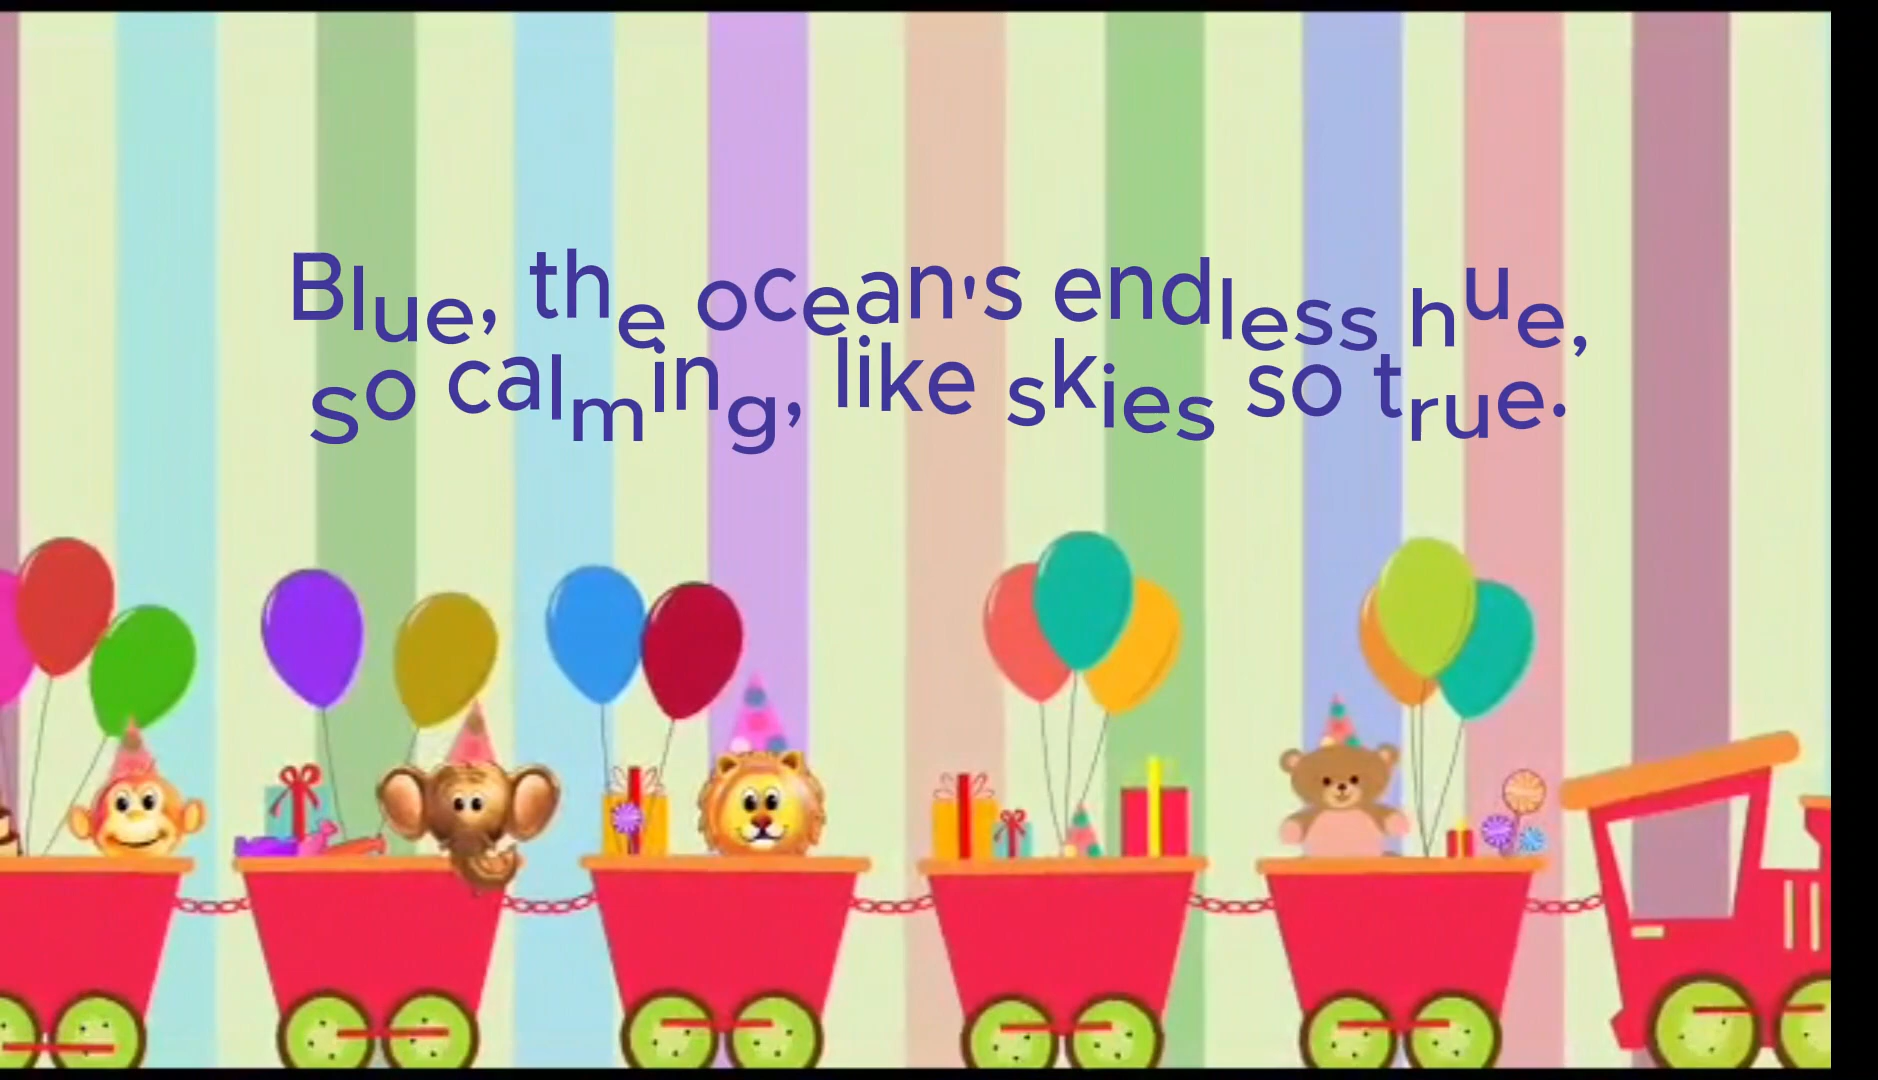 Blue, the ocean's endless hue,
so calming, like skies so true.